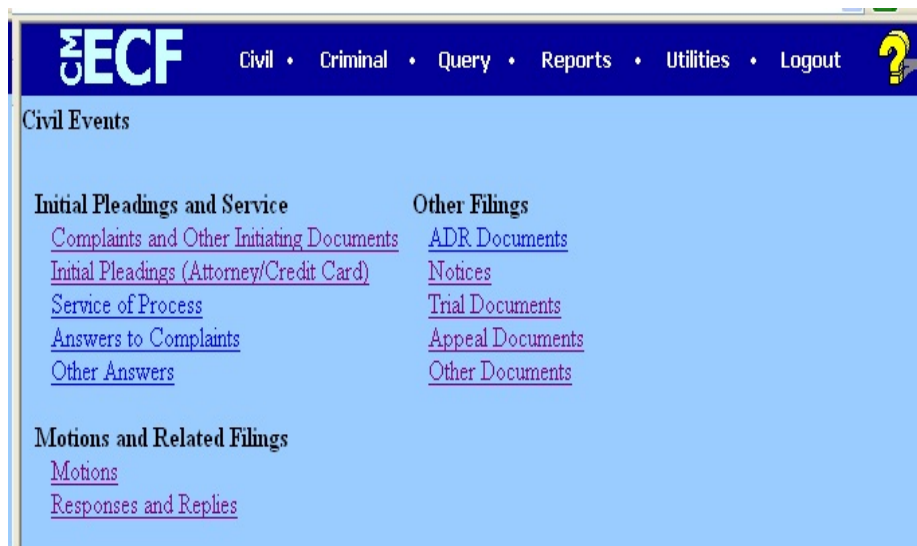 CM ECF Civil • Criminal • Query • Reports • Utilities • Logout ?
Civil Events
Initial Pleadings and Service
Complaints and Other Initiating Documents
Initial Pleadings (Attorney/Credit Card)
Service of Process
Answers to Complaints
Other Answers
Motions and Related Filings
Motions
Responses and Replies
Other Filings
ADR Documents
Notices
Trial Documents
Appeal Documents
Other Documents